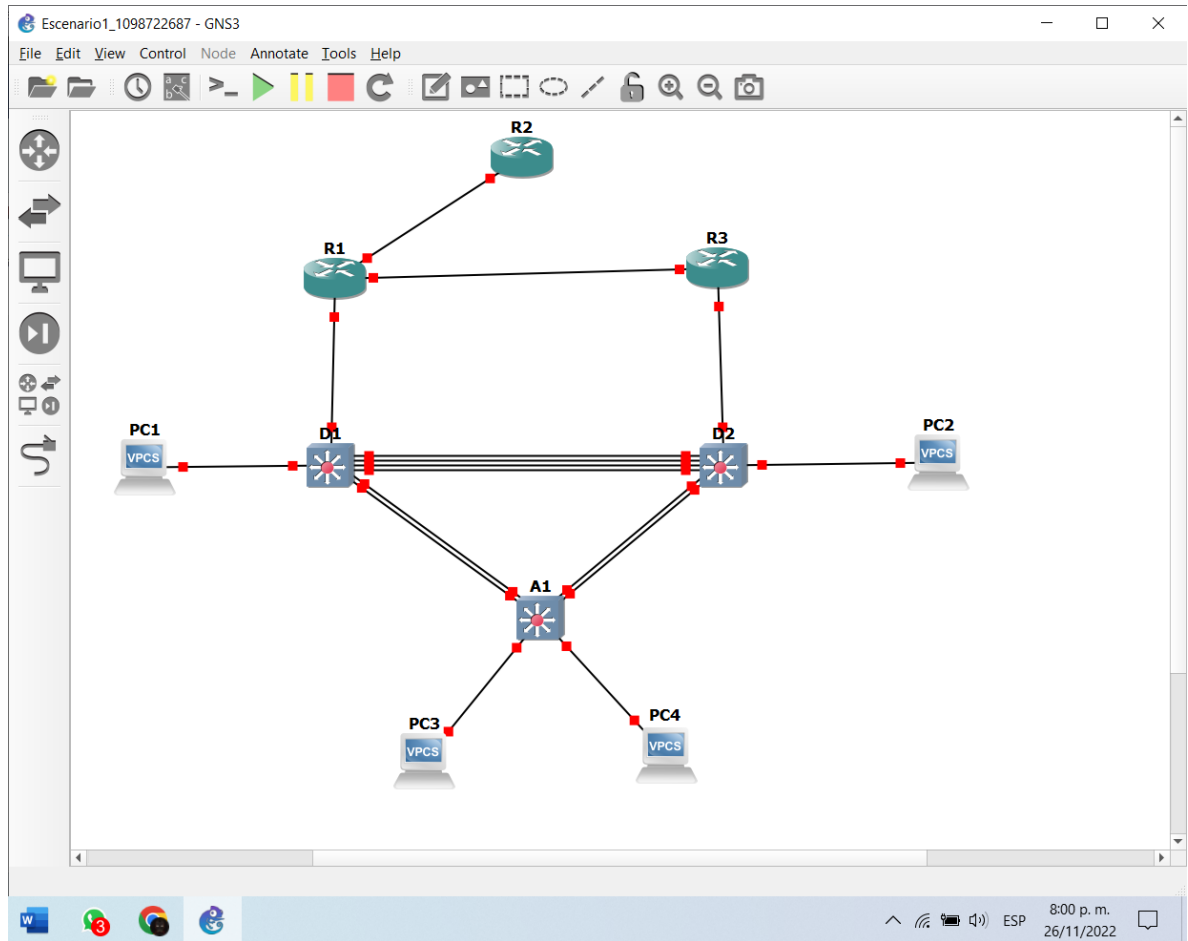 Escenario1_1098722687 - GNS3
File Edit View Control Node Annotate Tools Help
R2
R1
R3
PC1
VPCS
D1
D2
PC2
VPCS
A1
PC3
VPCS
PC4
VPCS
W
3
ESP
8:00 p. m.
26/11/2022